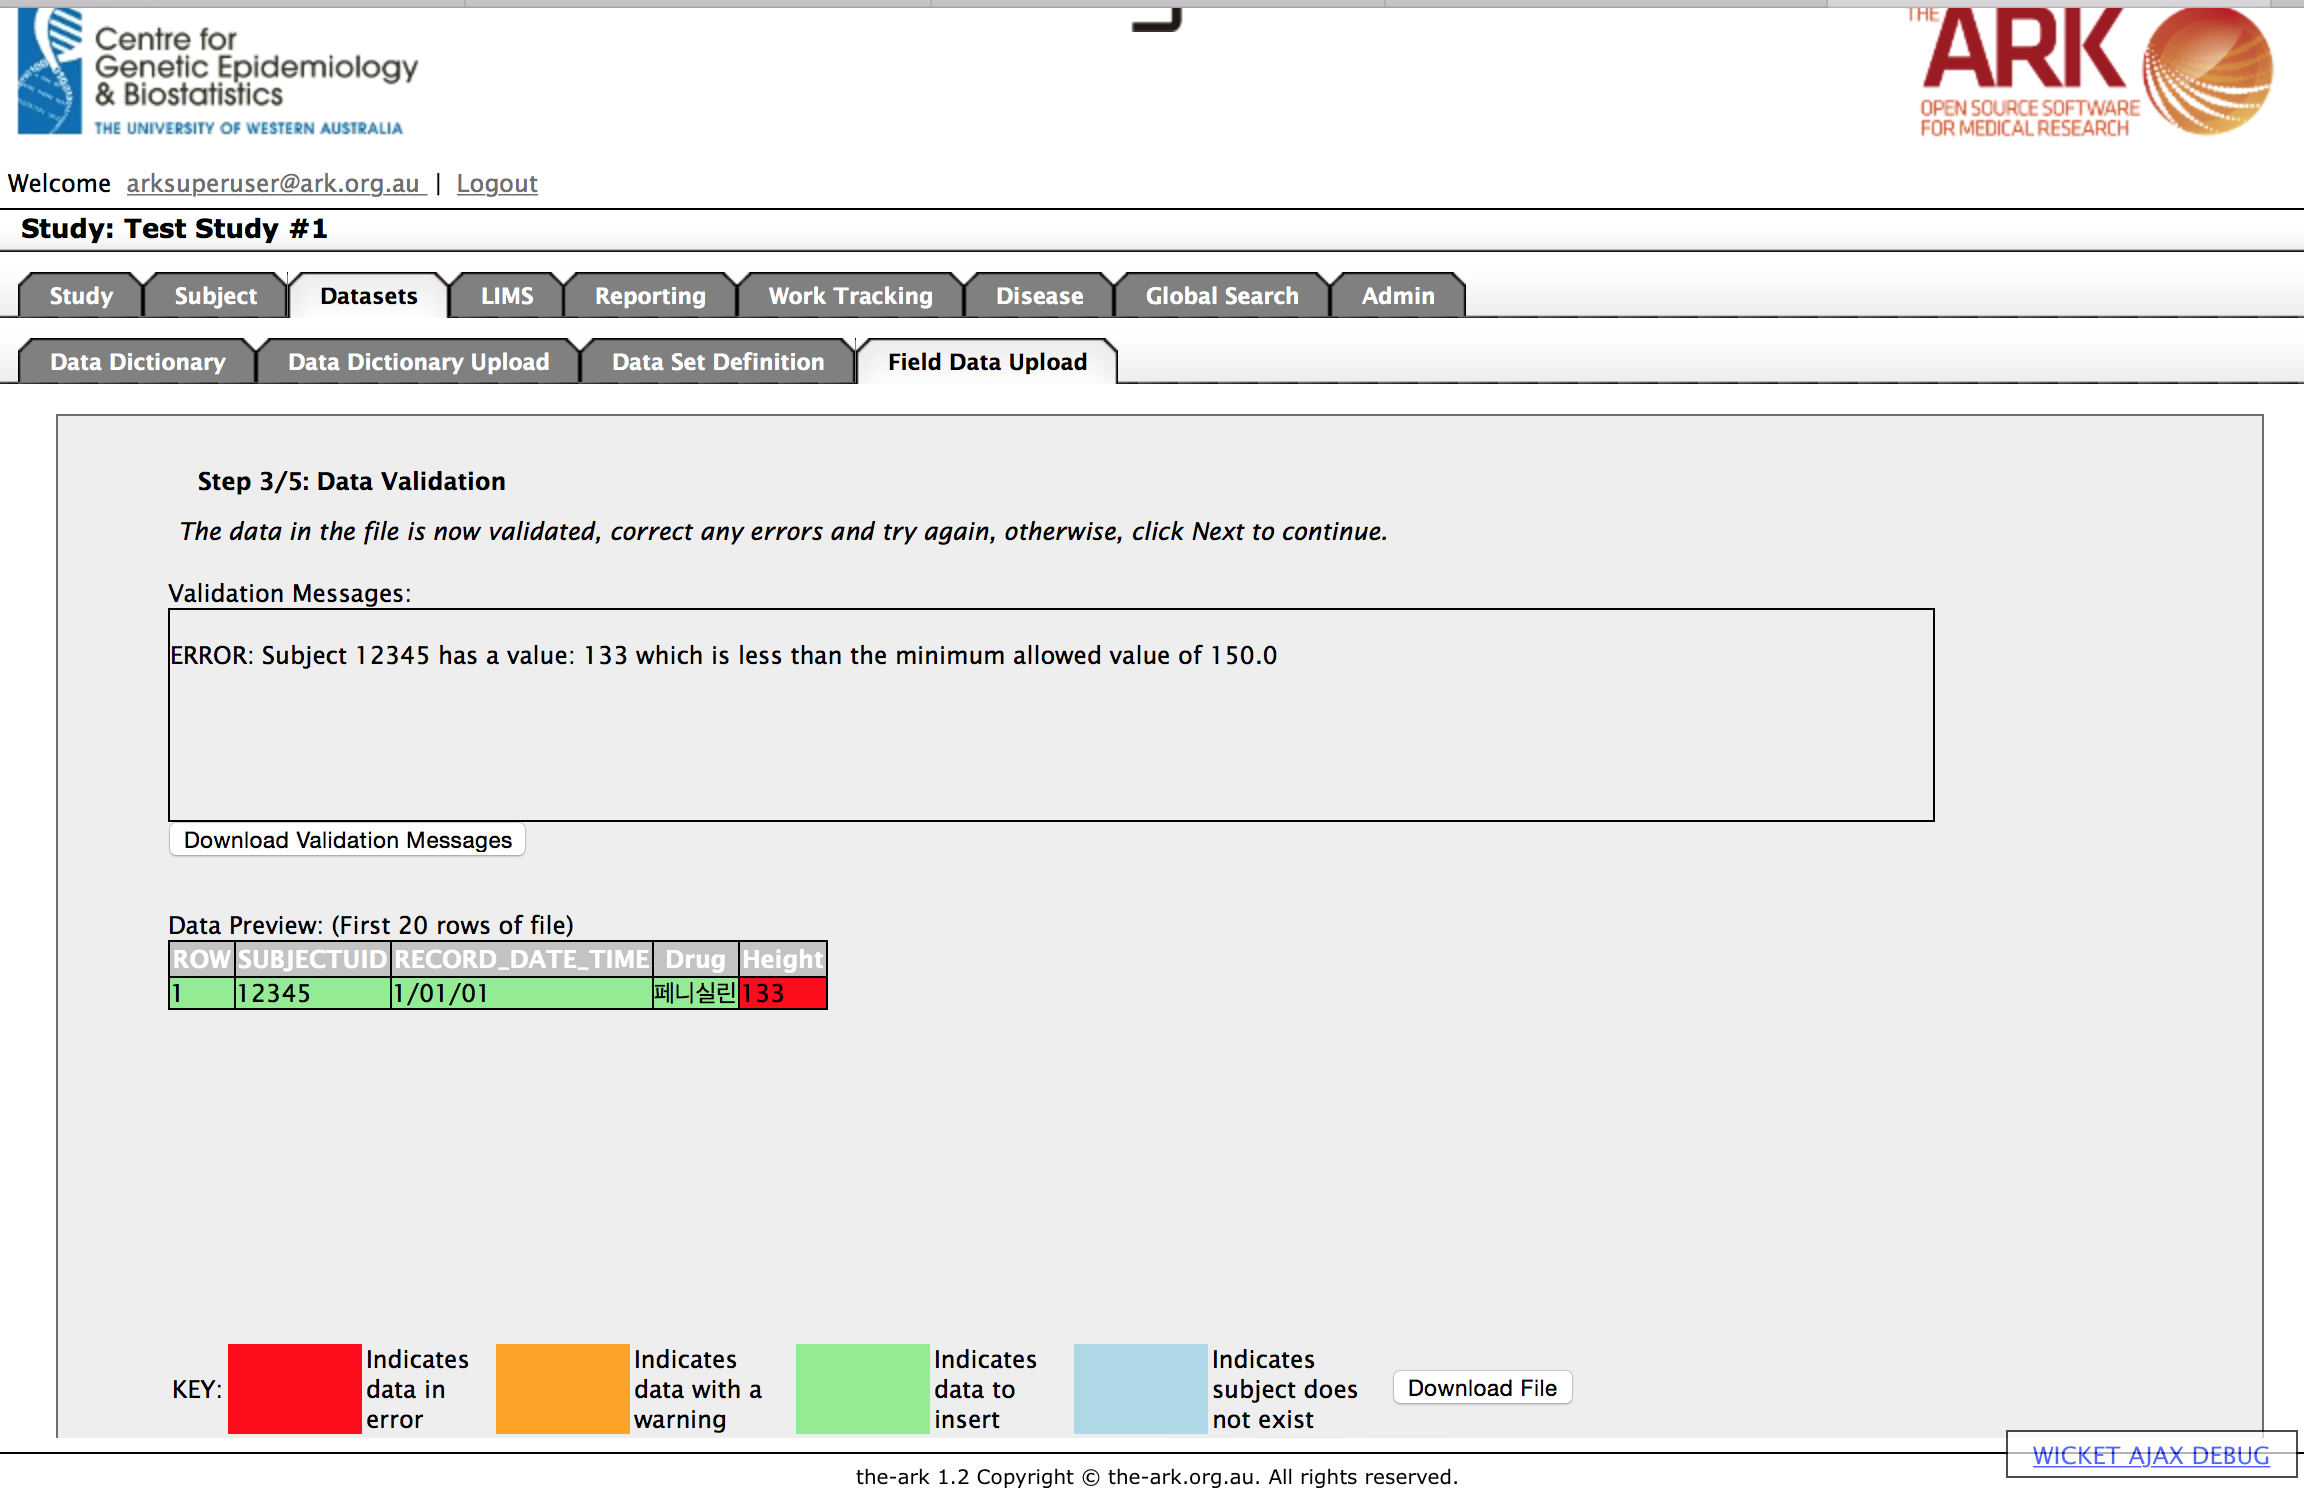 Centre for
Genetic Epidemiology
& Biostatistics
THE UNIVERSITY OF WESTERN AUSTRALIA
THE
ARK
OPEN SOURCE SOFTWARE
FOR MEDICAL RESEARCH
Welcome arksuperuser@ark.org.au | Logout
Study: Test Study #1
Study Subject Datasets LIMS Reporting Work Tracking Disease Global Search Admin
Data Dictionary Data Dictionary Upload Data Set Definition Field Data Upload
Step 3/5: Data Validation
The data in the file is now validated, correct any errors and try again, otherwise, click Next to continue.
Validation Messages:
ERROR: Subject 12345 has a value: 133 which is less than the minimum allowed value of 150.0
Download Validation Messages
Data Preview: (First 20 rows of file)
ROW SUBJECTUID RECORD_DATE_TIME Drug Height
1 12345 1/01/01 페니실린 133
KEY:
Indicates
data in
error
Indicates
data with a
warning
Indicates
data to
insert
Indicates
subject does
not exist
Download File
WICKET AJAX DEBUG
the-ark 1.2 Copyright © the-ark.org.au. All rights reserved.